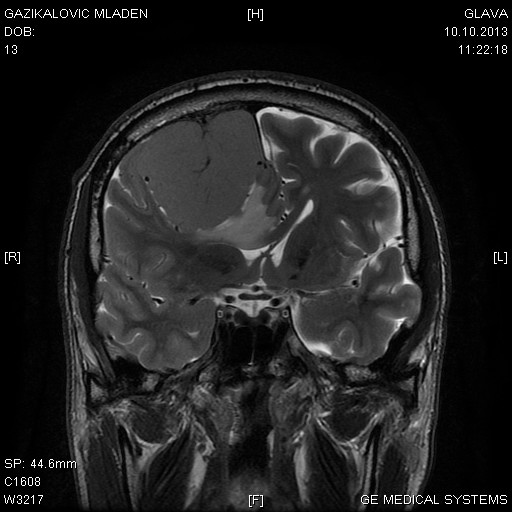 GAZIKALOVIC MLADEN
DOB:
13
[H]
GLAVA
10.10.2013
11:22:18
[R]
[L]
SP: 44.6mm
C1608
W3217
[F]
GE MEDICAL SYSTEMS